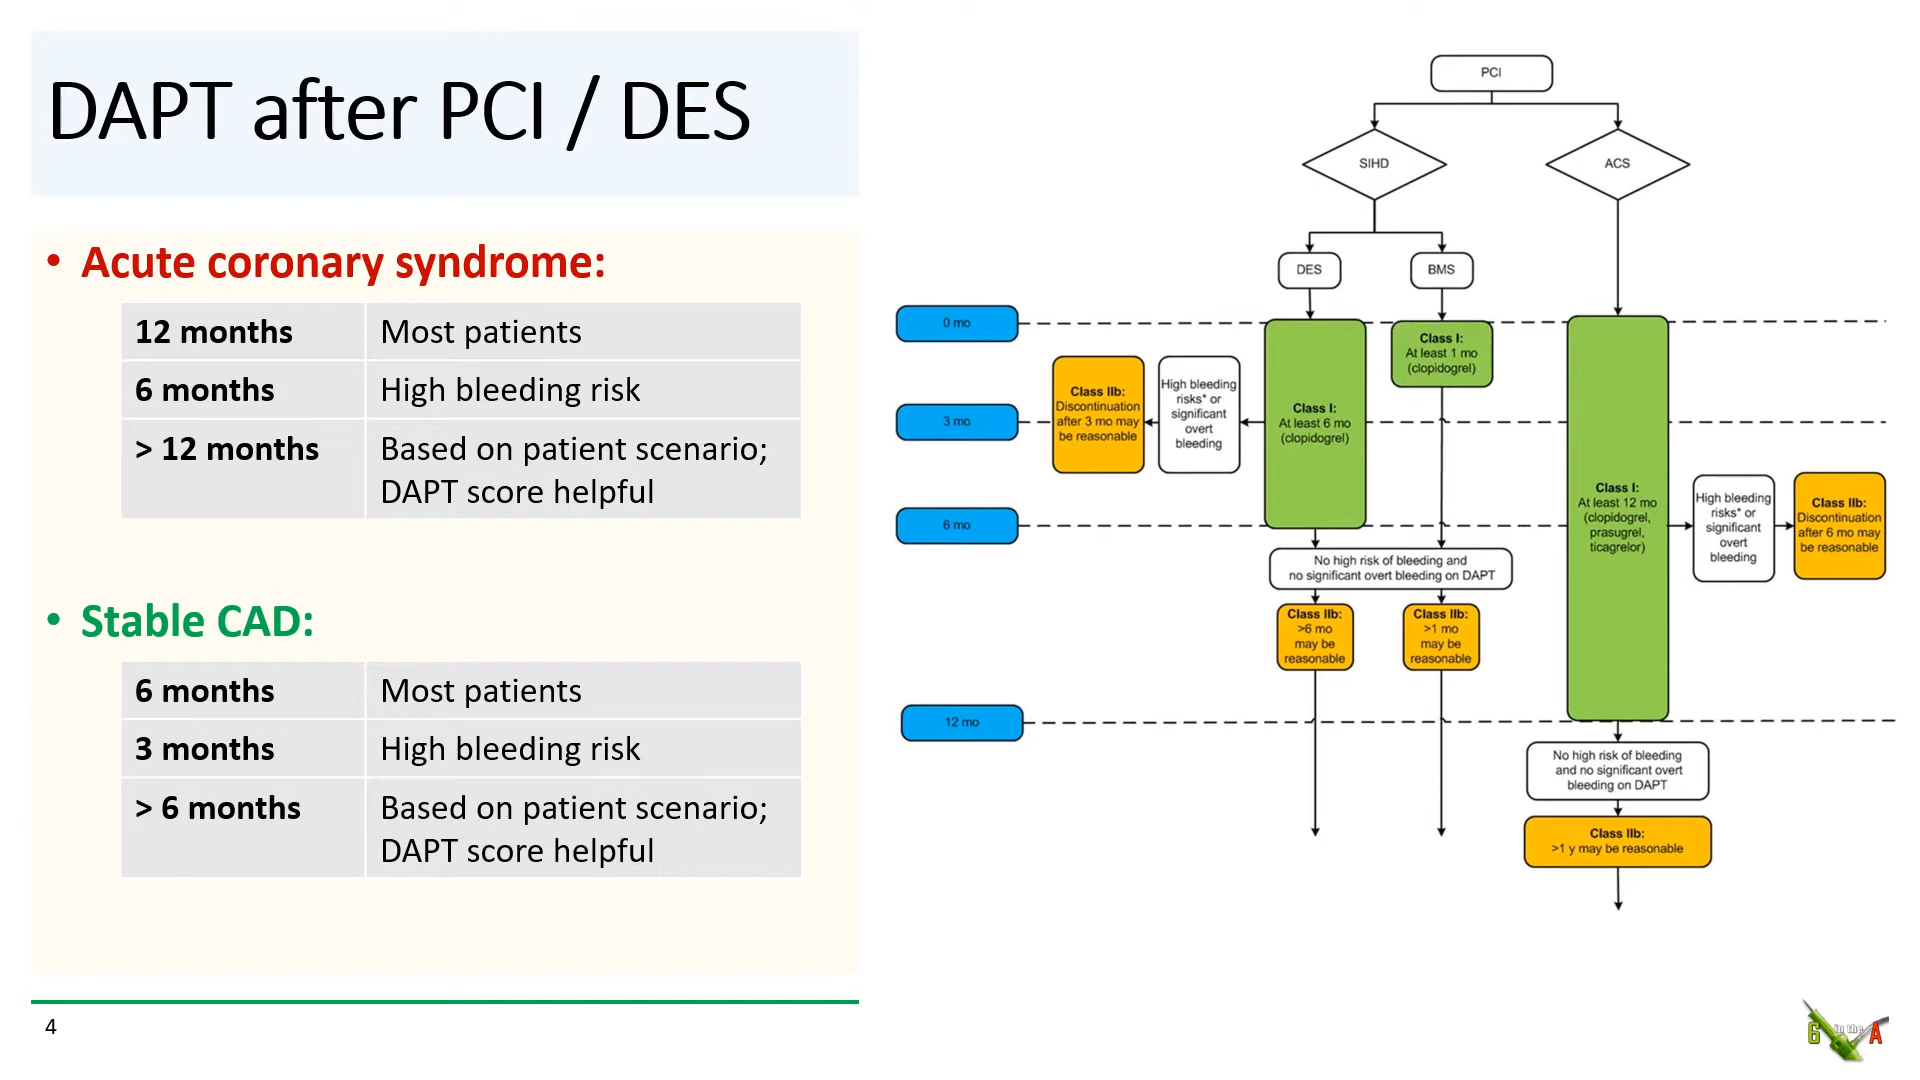 DAPT after PCI / DES
• Acute coronary syndrome:
12 months Most patients
6 months High bleeding risk
> 12 months Based on patient scenario;
DAPT score helpful
• Stable CAD:
6 months Most patients
3 months High bleeding risk
> 6 months Based on patient scenario;
DAPT score helpful
4
PCI
SIHD
ACS
DES
BMS
0 mo
3 mo
6 mo
12 mo
Class IIb:
Discontinuation
after 3 mo may
be reasonable
High bleeding
risks* or
significant
overt
bleeding
Class I:
At least 6 mo
(clopidogrel)
Class I:
At least 1 mo
(clopidogrel)
No high risk of bleeding and
no significant overt bleeding on DAPT
Class IIb:
>6 mo
may be
reasonable
Class IIb:
>1 mo
may be
reasonable
Class I:
At least 12 mo
(clopidogrel,
prasugrel,
ticagrelor)
High bleeding
risks* or
significant
overt
bleeding
Class IIb:
Discontinuation
after 6 mo may
be reasonable
No high risk of bleeding
and no significant overt
bleeding on DAPT
Class IIb:
>1 y may be reasonable
6 in the A